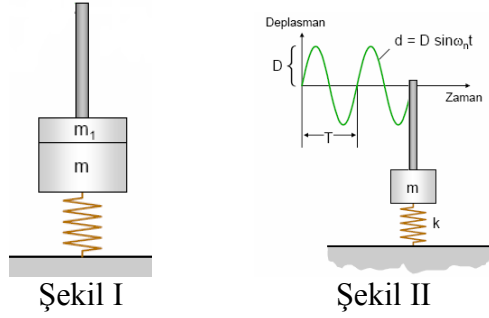 m₁
m
Şekil I
Deplasman
d = D sinωₙt
D
Zaman
T
m
k
Şekil II